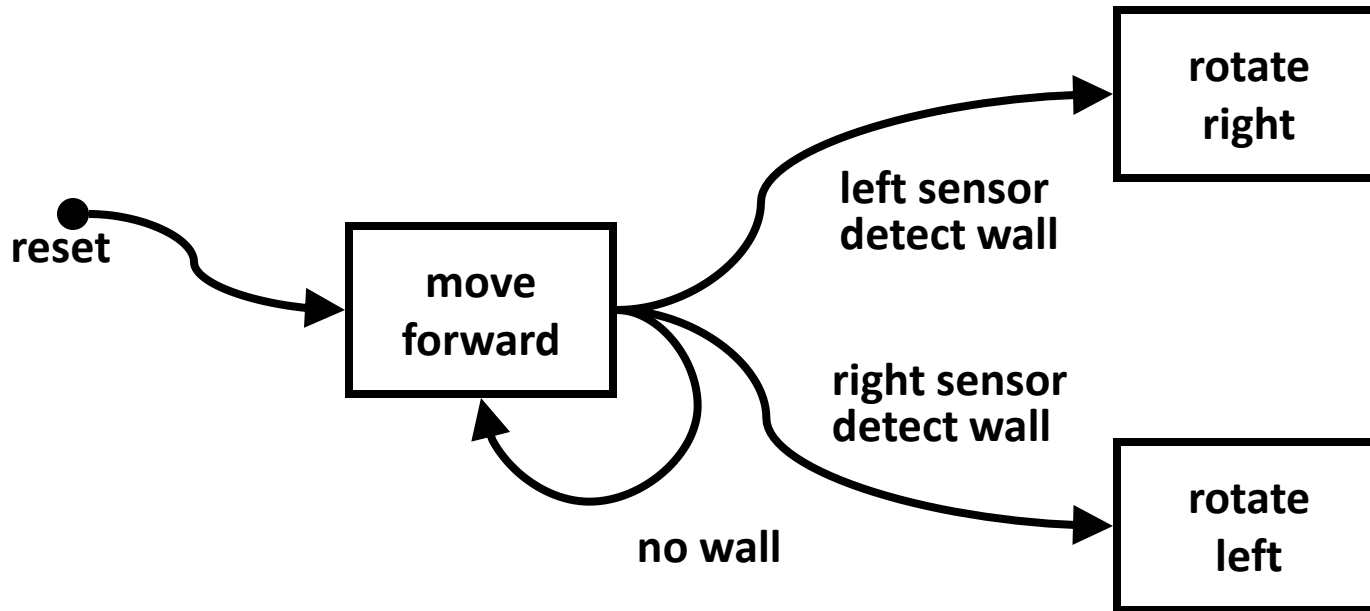 rotate
right
left sensor
detect wall
reset
move
forward
right sensor
detect wall
rotate
left
no wall